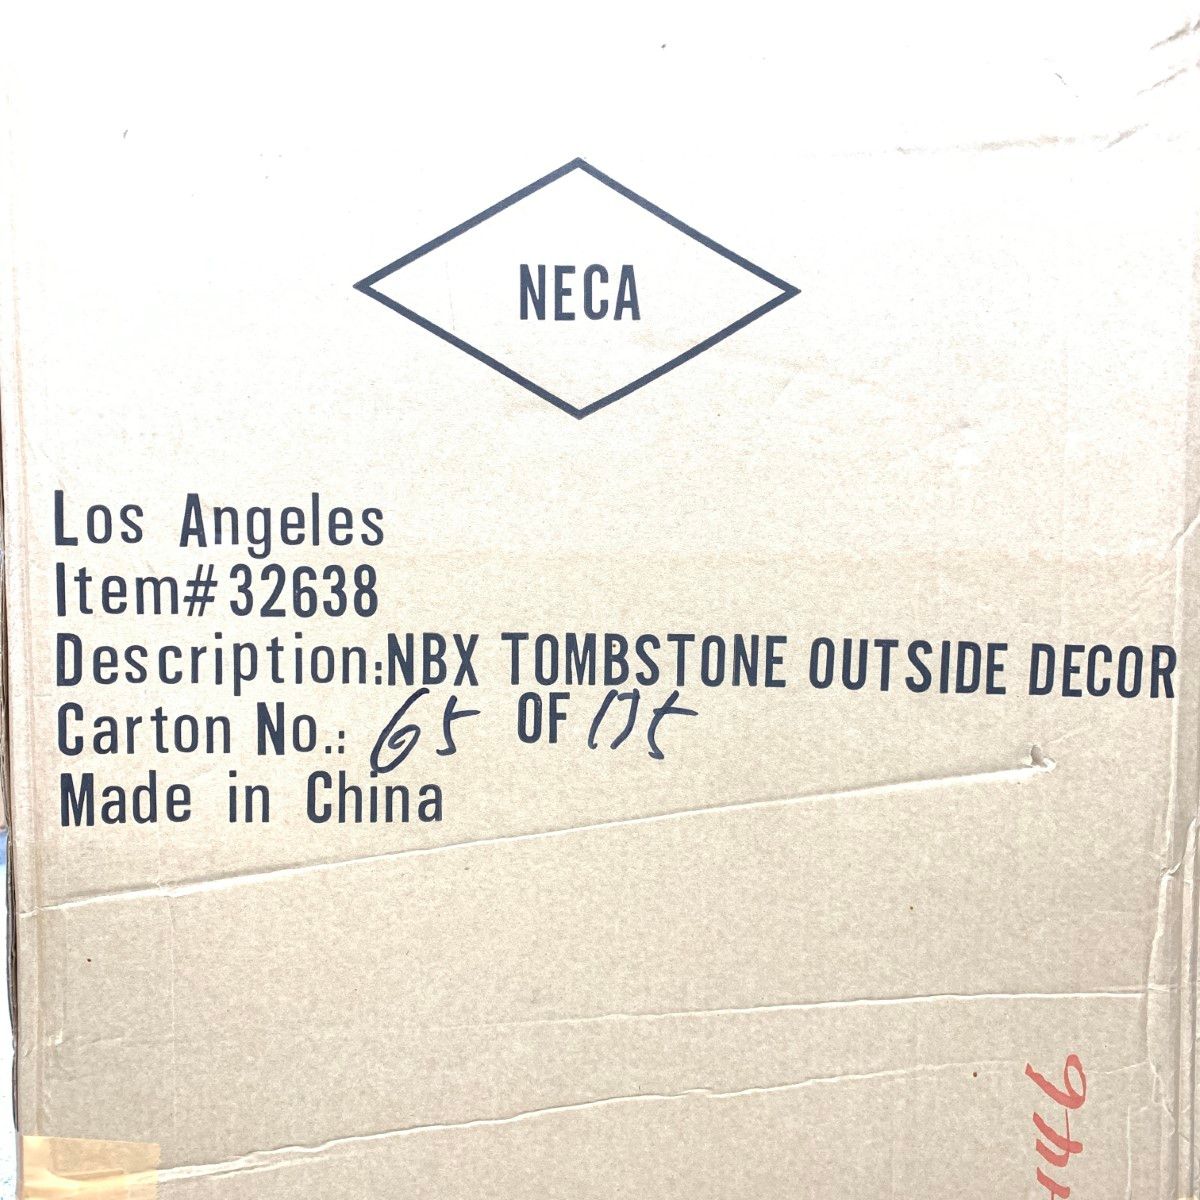 NECA
Los Angeles
Item#32638
Description:NBX TOMBSTONE OUTSIDE DECOR
Carton No.: 65 OF 175
Made in China